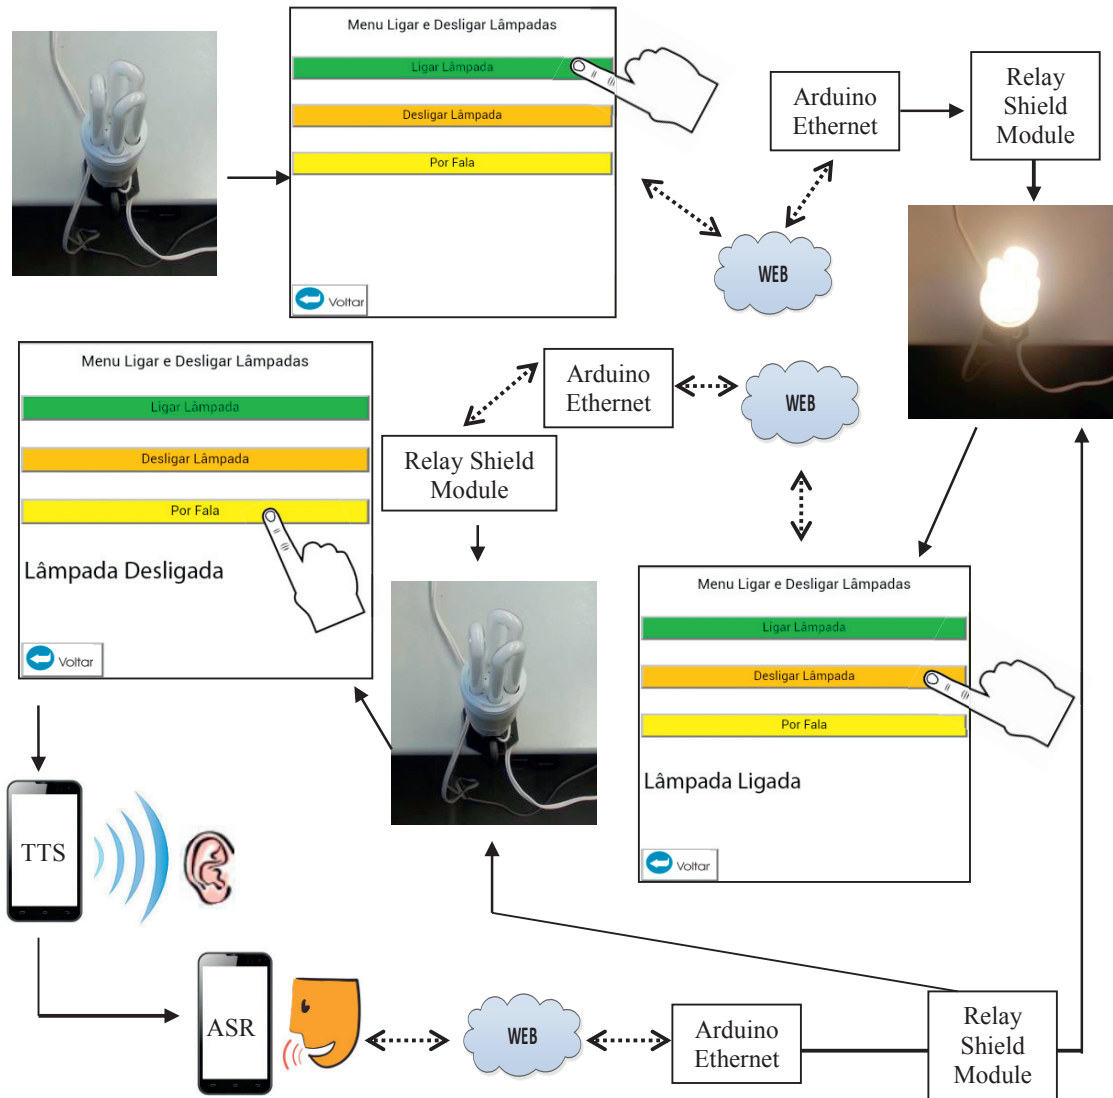 Menu Ligar e Desligar Lâmpadas
Ligar Lâmpada
Desligar Lâmpada
Por Fala
Voltar
Arduino
Ethernet
Relay
Shield
Module
WEB
Menu Ligar e Desligar Lâmpadas
Ligar Lâmpada
Desligar Lâmpada
Por Fala
Lâmpada Desligada
Voltar
Arduino
Ethernet
WEB
Relay Shield
Module
Menu Ligar e Desligar Lâmpadas
Ligar Lâmpada
Desligar Lâmpada
Por Fala
Lâmpada Ligada
Voltar
TTS
ASR
WEB
Arduino
Ethernet
Relay
Shield
Module